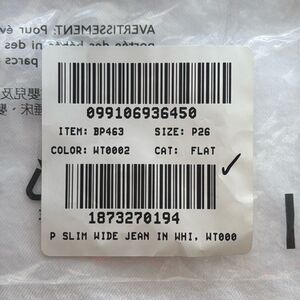 AVERTISSEMENT: Pour év
portée des bébés ni des
parcs
099106936450
ITEM: BP463 SIZE: P26
COLOR: WT0002 CAT: FLAT
1873270194
P SLIM WIDE JEAN IN WHI, WT000